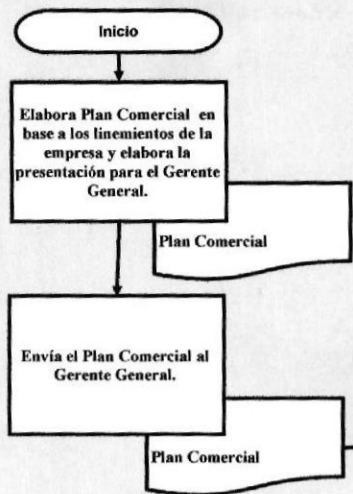 Inicio
Elabora Plan Comercial en
base a los linemientos de la
empresa y elabora la
presentación para el Gerente
General.
Plan Comercial
Envía el Plan Comercial al
Gerente General.
Plan Comercial